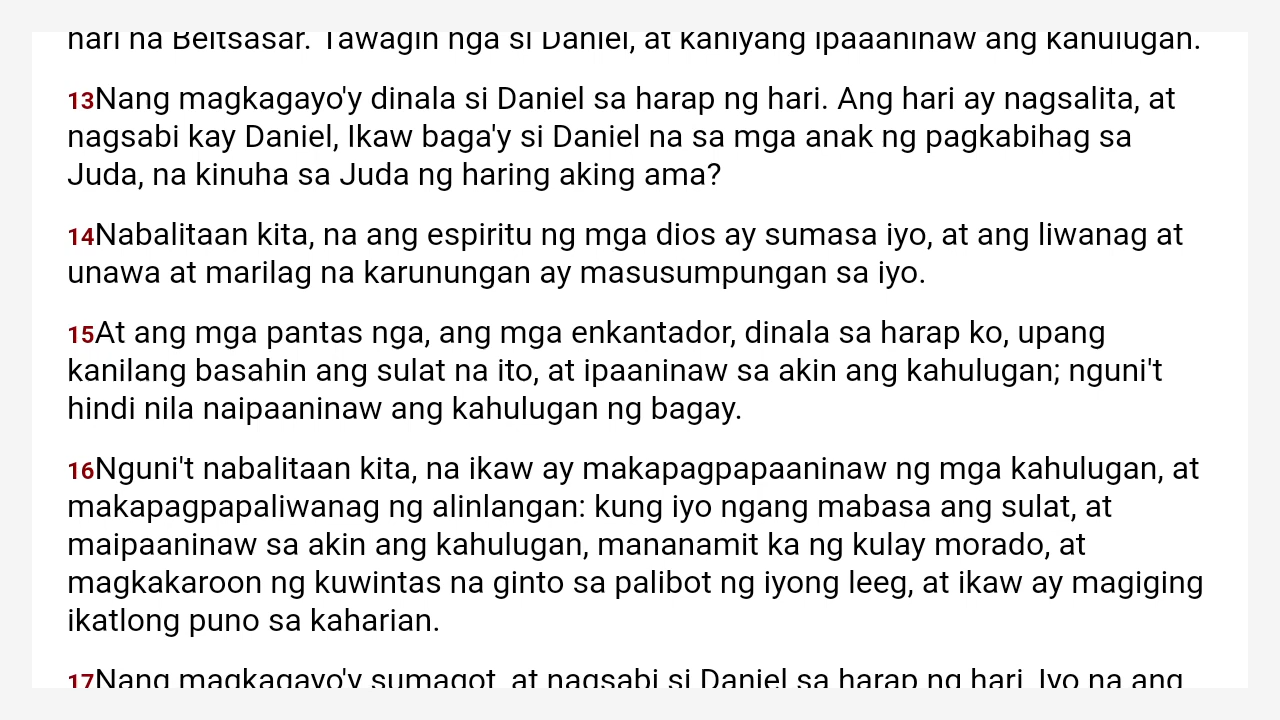 hari na Beltsasar. Tawagin nga si Daniel, at kaniyang ipaaaninaw ang kahulugan.
13Nang magkagayo'y dinala si Daniel sa harap ng hari. Ang hari ay nagsalita, at
nagsabi kay Daniel, Ikaw baga'y si Daniel na sa mga anak ng pagkabihag sa
Juda, na kinuha sa Juda ng haring aking ama?
14Nabalitaan kita, na ang espiritu ng mga dios ay sumasa iyo, at ang liwanag at
unawa at marilag na karunungan ay masusumpungan sa iyo.
15At ang mga pantas nga, ang mga enkantador, dinala sa harap ko, upang
kanilang basahin ang sulat na ito, at ipaaninaw sa akin ang kahulugan; nguni't
hindi nila naipaaninaw ang kahulugan ng bagay.
16Nguni't nabalitaan kita, na ikaw ay makapagpapaaninaw ng mga kahulugan, at
makapagpapaliwanag ng alinlangan: kung iyo ngang mabasa ang sulat, at
maipaaninaw sa akin ang kahulugan, mananamit ka ng kulay morado, at
magkakaroon ng kuwintas na ginto sa palibot ng iyong leeg, at ikaw ay magiging
ikatlong puno sa kaharian.
17Nang magkagayo'y sumagot, at nagsabi si Daniel sa harap ng hari, Iyo na ang